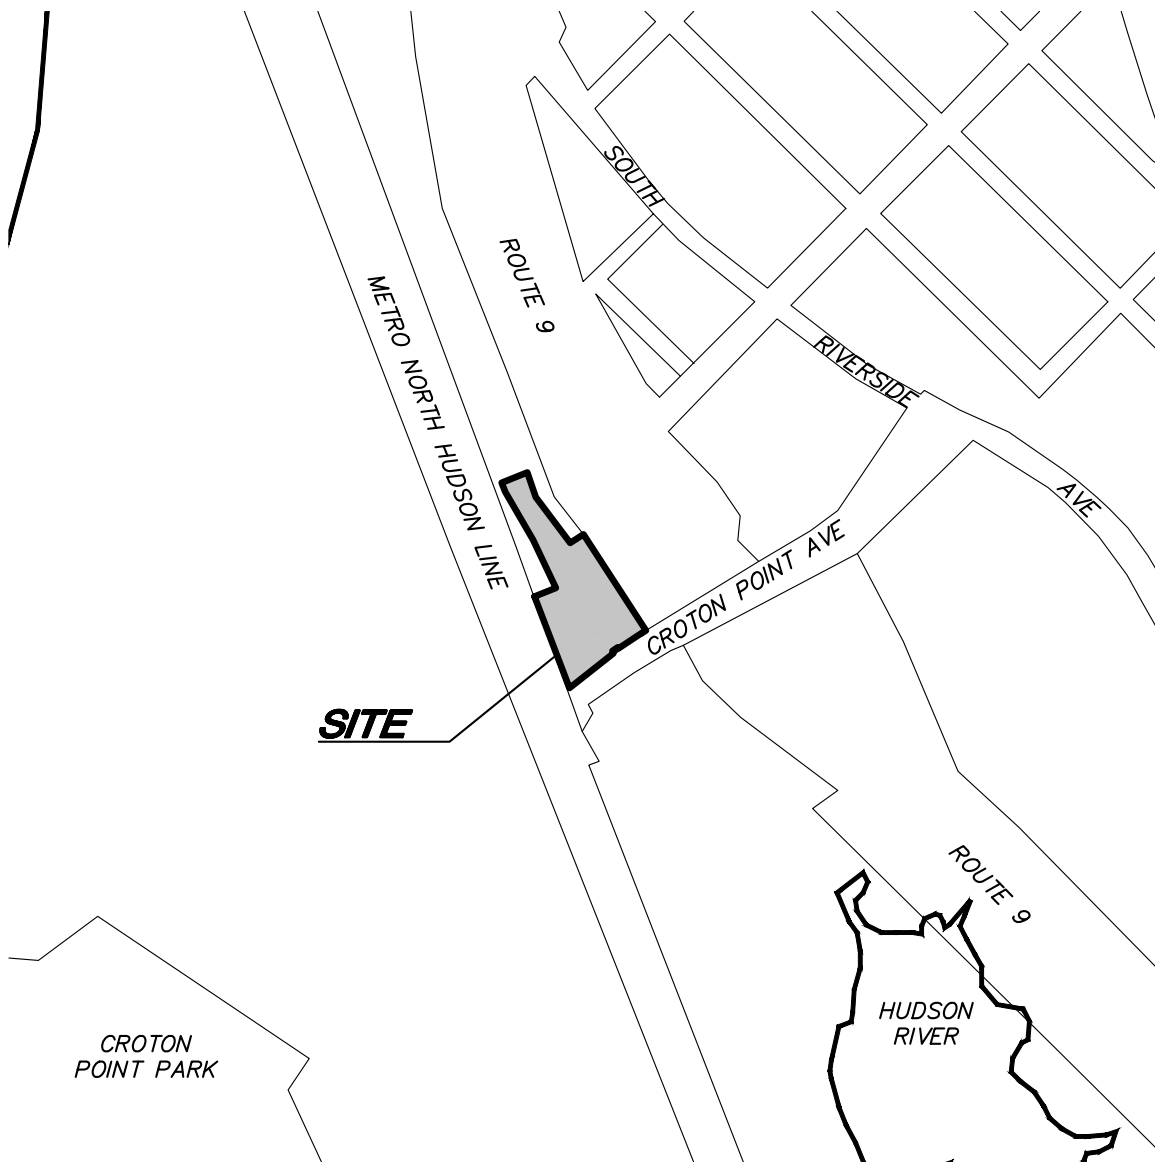 SOUTH
ROUTE 9
METRO NORTH HUDSON LINE
RIVERSIDE
AVE
CROTON POINT AVE
SITE
ROUTE 9
HUDSON
RIVER
CROTON
POINT PARK